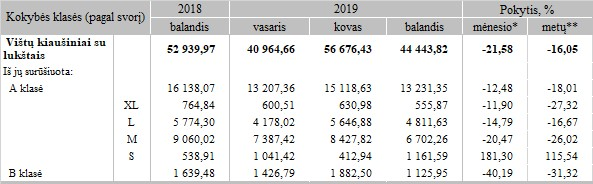 Kokybės klasės (pagal svorį) 2018 2019 Pokytis, %
balandis vasaris kovas balandis mėnesio* metų**
Vištų kiaušiniai su lukštais 52 939,97 40 964,66 56 676,43 44 443,82 -21,58 -16,05
Iš jų surūšiuota:
A klasė 16 138,07 13 207,36 15 118,63 13 231,35 -12,48 -18,01
XL 764,84 600,51 630,98 555,87 -11,90 -27,32
L 5 774,30 4 178,02 5 646,88 4 811,63 -14,79 -16,67
M 9 060,02 7 387,42 8 427,82 6 702,26 -20,47 -26,02
S 538,91 1 041,42 412,94 1 161,59 181,30 115,54
B klasė 1 639,48 1 426,79 1 882,50 1 125,95 -40,19 -31,32